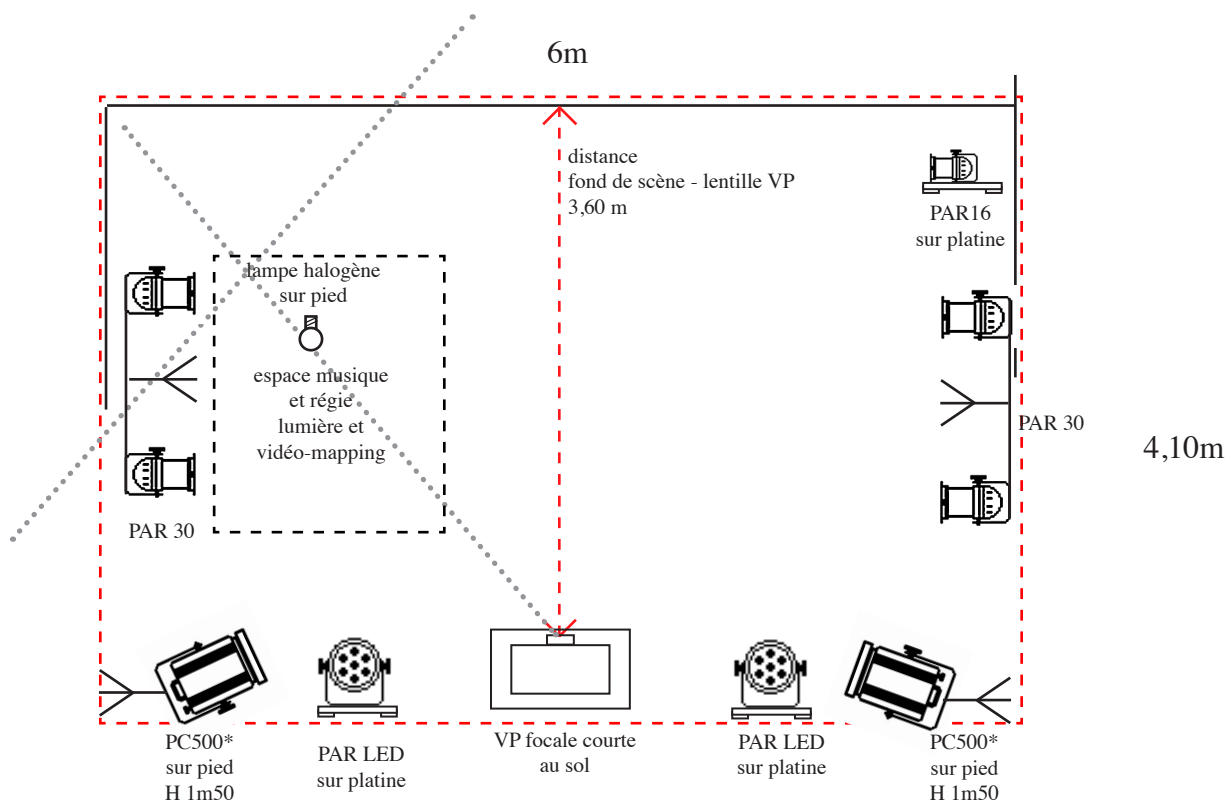 6m
distance
fond de scène - lentille VP
3,60 m
PAR16
sur platine
lampe halogène
sur pied
espace musique
et régie
lumière et
vidéo-mapping
PAR 30
PAR 30
4,10m
PC500*
sur pied
H 1m50
PAR LED
sur platine
VP focale courte
au sol
PAR LED
sur platine
PC500*
sur pied
H 1m50